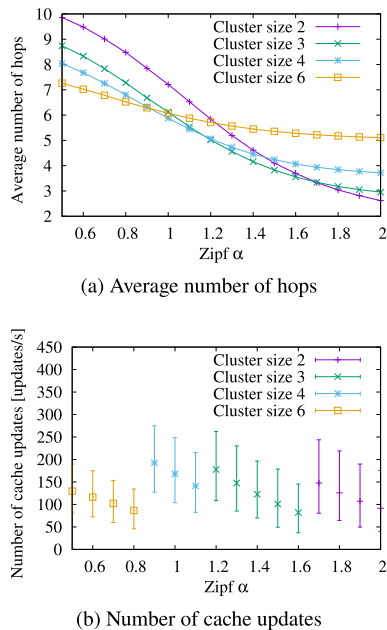 10
9
8
7
6
5
4
3
2
Average number of hops
Cluster size 2
Cluster size 3
Cluster size 4
Cluster size 6
0.6 0.8 1 1.2 1.4 1.6 1.8 2
Zipf α
(a) Average number of hops
450
400
350
300
250
200
150
100
50
0
Number of cache updates [updates/s]
Cluster size 2
Cluster size 3
Cluster size 4
Cluster size 6
0.6 0.8 1 1.2 1.4 1.6 1.8 2
Zipf α
(b) Number of cache updates